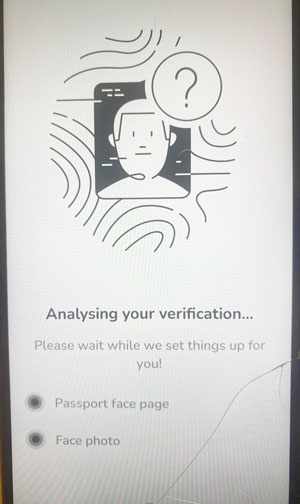 ?
Analysing your verification...
Please wait while we set things up for
you!
Passport face page
Face photo